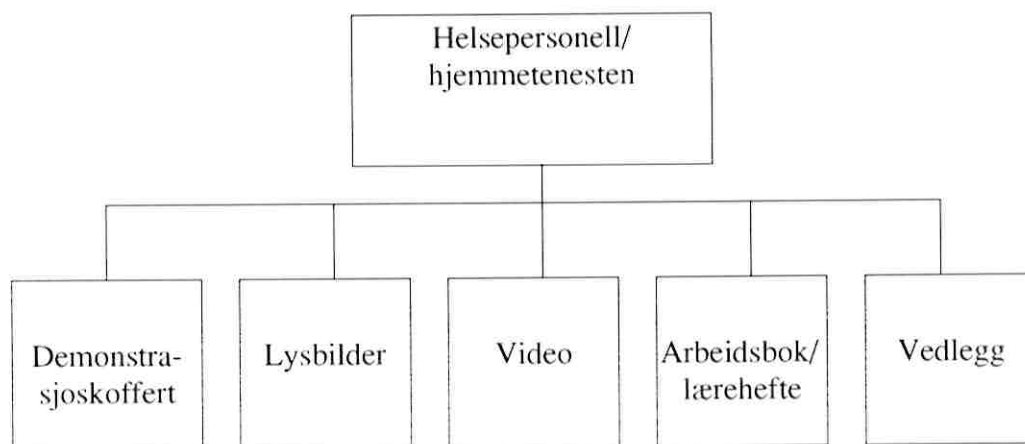 Helsepersonell/
hjemmetenesten
Demonstra-
sjoskoffert
Lysbilder
Video
Arbeidsbok/
lærehefte
Vedlegg